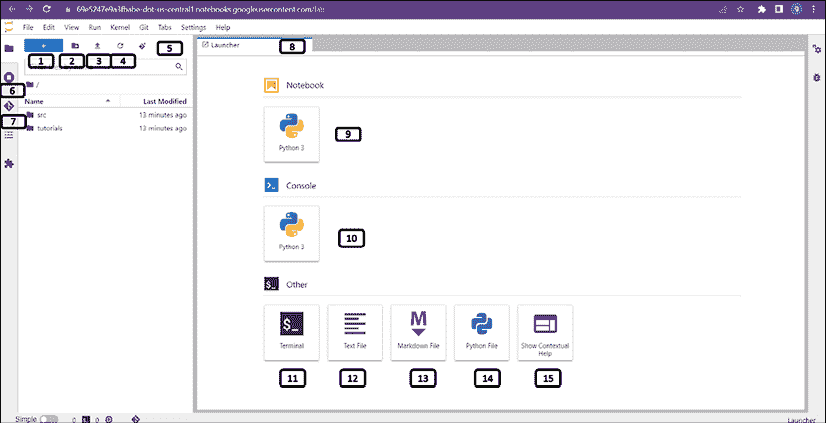 69e5247e9a3fbabe-dot-us-central1.notebooks.googleusercontent.com/lab
File Edit View Run Kernel Git Tabs Settings Help
5
Launcher
8
1 2 3 4
Notebook
6
/
Name Last Modified
src 13 minutes ago
7
tutorials 13 minutes ago
9
Python 3
Console
Python 3
10
Other
Terminal Text File Markdown File Python File Show Contextual Help
11 12 13 14 15
Simple 0 0 Launcher